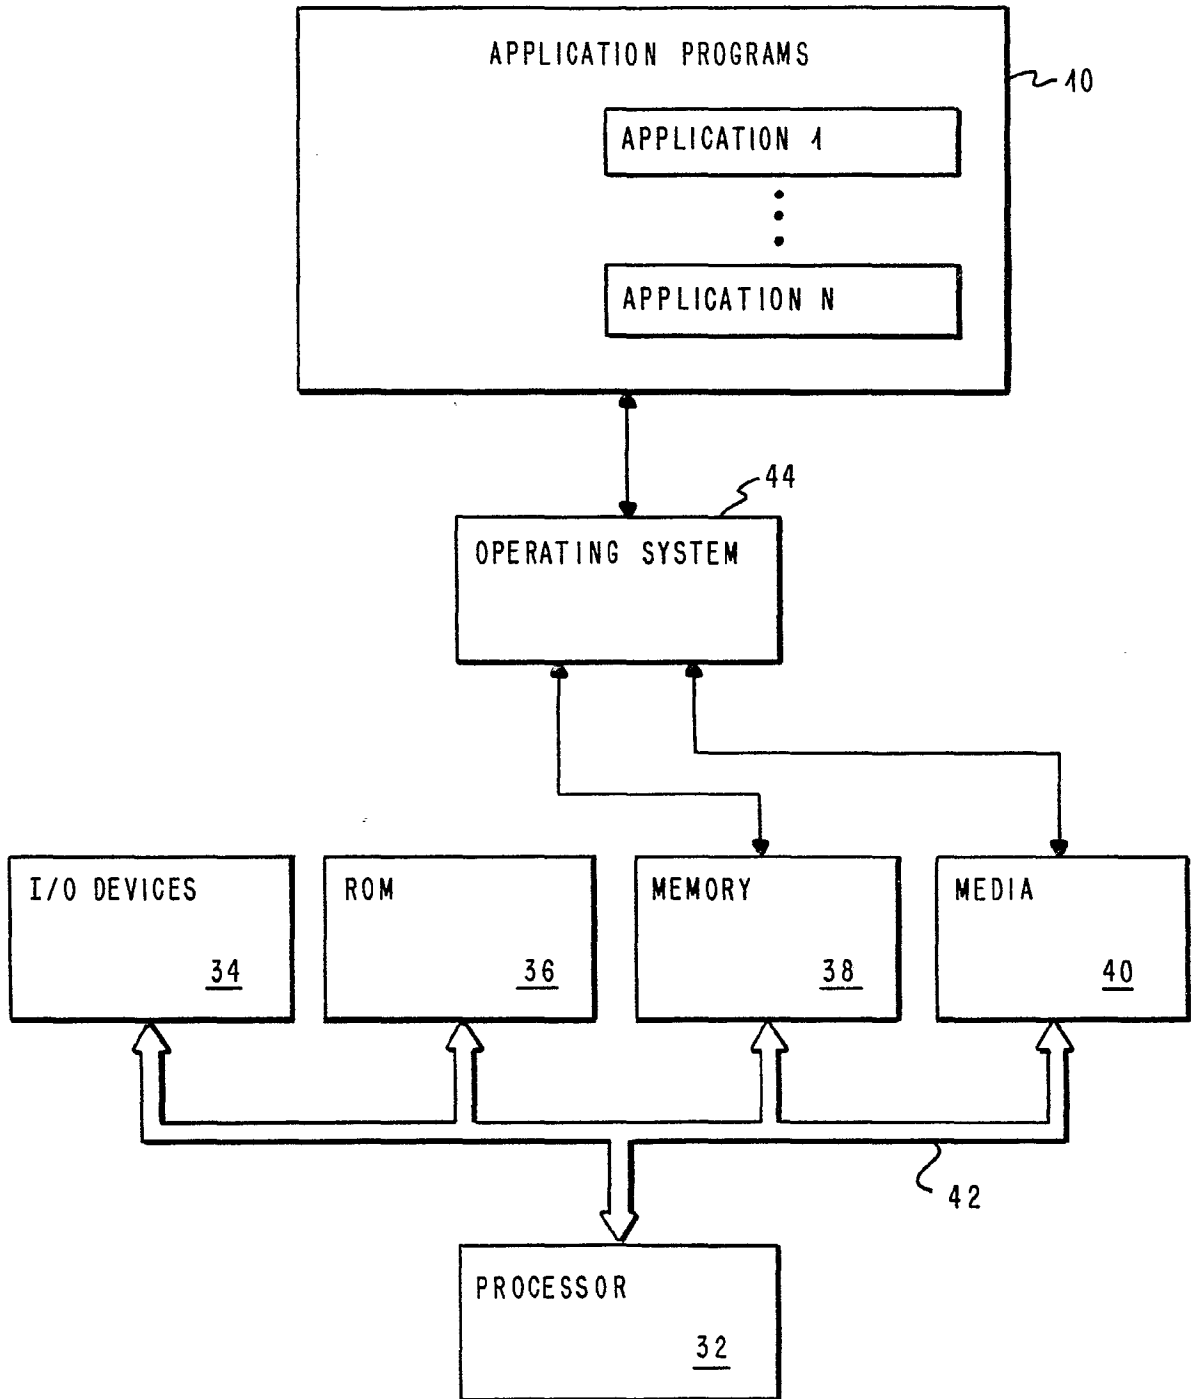 APPLICATION PROGRAMS
10
APPLICATION 1
APPLICATION N
44
OPERATING SYSTEM
I/O DEVICES
34
ROM
36
MEMORY
38
MEDIA
40
42
PROCESSOR
32